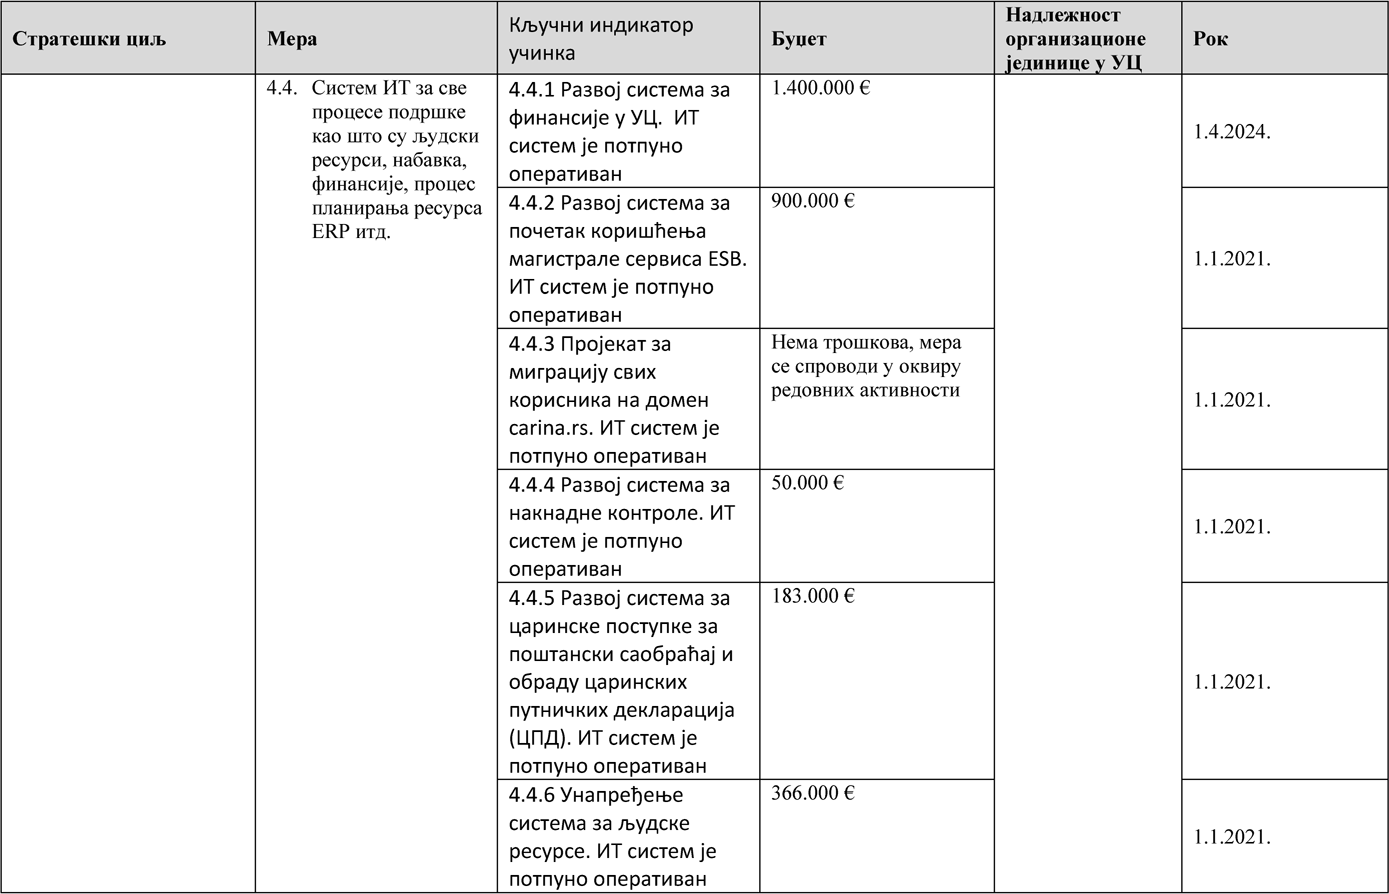 Стратешки циљ
Мера
Кључни индикатор
учинка
Буџет
Надлежност
организационе
јединице у УЦ
Рок
4.4. Систем ИТ за све
процесе подршке
као што су људски
ресурси, набавка,
финансије, процес
планирања ресурса
ERP итд.
4.4.1 Развој система за
финансије у УЦ.  ИТ
систем је потпуно
оперативан
1.400.000 €
1.4.2024.
4.4.2 Развој система за
почетак коришћења
магистрале сервиса ESB.
ИТ систем је потпуно
оперативан
900.000 €
1.1.2021.
4.4.3 Пројекат за
миграцију свих
корисника на домен
carina.rs. ИТ систем је
потпуно оперативан
Нема трошкова, мера
се спроводи у оквиру
редовних активности
1.1.2021.
4.4.4 Развој система за
накнадне контроле. ИТ
систем је потпуно
оперативан
50.000 €
1.1.2021.
4.4.5 Развој система за
царинске поступке за
поштански саобраћај и
обраду царинских
путничких декларација
(ЦПД). ИТ систем је
потпуно оперативан
183.000 €
1.1.2021.
4.4.6 Унапређење
система за људске
ресурсе. ИТ систем је
потпуно оперативан
366.000 €
1.1.2021.